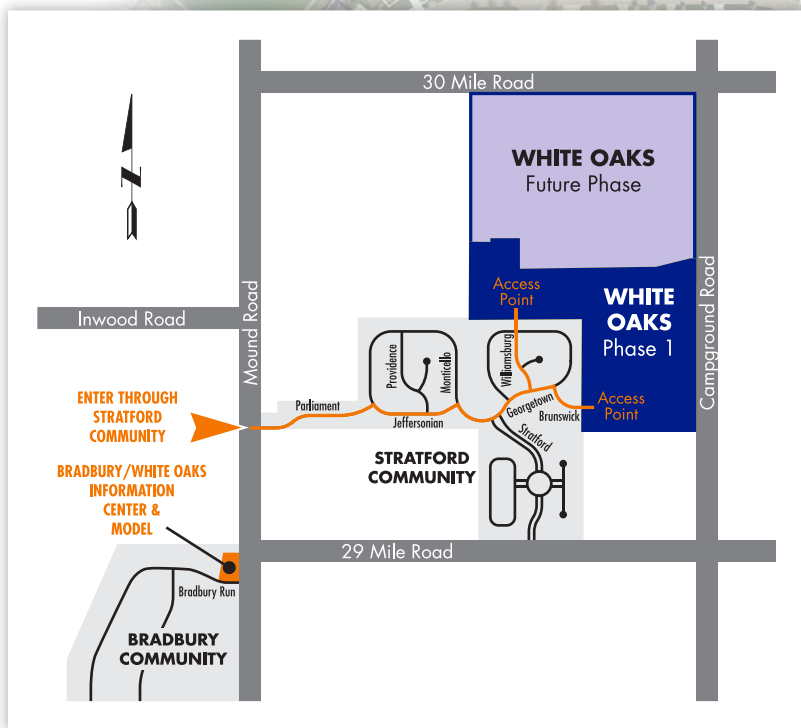 30 Mile Road
WHITE OAKS
Future Phase
N
Access
Point
WHITE
OAKS
Phase 1
Inwood Road
Mound Road
Campground Road
Providence
Monticello
Williamsburg
ENTER THROUGH
STRATFORD
COMMUNITY
Parliament
Jeffersonian
Georgetown
Brunswick
Access
Point
Stratford
STRATFORD
COMMUNITY
BRADBURY/WHITE OAKS
INFORMATION
CENTER &
MODEL
29 Mile Road
Bradbury Run
BRADBURY
COMMUNITY